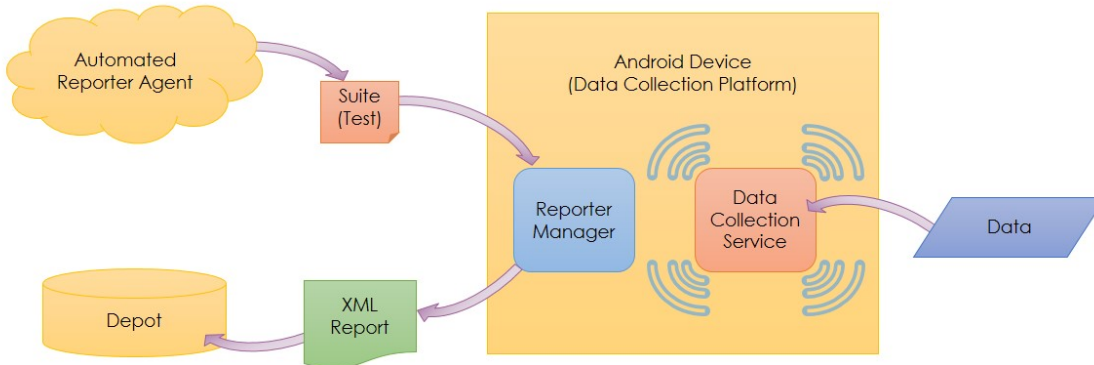 Automated
Reporter Agent
Suite
(Test)
Android Device
(Data Collection Platform)
Reporter
Manager
Data
Collection
Service
Data
Depot
XML
Report